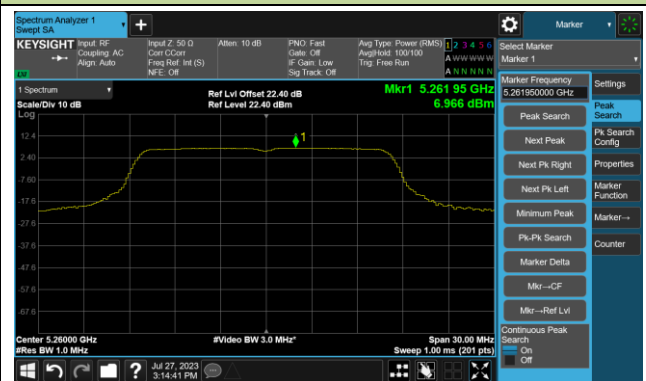 Spectrum Analyzer 1
Swept SA
+
Marker
KEYSIGHT
Input: RF
Coupling: AC
Align: Auto
Input Z: 50 Ω
Corr CCorr
Freq Ref: Int (S)
NFE: Off
Atten: 10 dB
PNO: Fast
Gate: Off
IF Gain: Low
Sig Track: Off
Avg Type: Power (RMS)
Avg|Hold: 100/100
Trig: Free Run
1 2 3 4 5 6
A W W W W W
A N N N N N
LXI
Select Marker
Marker 1
1 Spectrum
Scale/Div 10 dB
Log
Ref Lvl Offset 22.40 dB
Ref Level 22.40 dBm
Mkr1 5.261 95 GHz
6.966 dBm
1
12.4
2.40
-7.60
-17.6
-27.6
-37.6
-47.6
-57.6
-67.6
Center 5.26000 GHz
#Res BW 1.0 MHz
#Video BW 3.0 MHz*
Span 30.00 MHz
Sweep 1.00 ms (201 pts)
Marker Frequency
5.261950000 GHz
Peak Search
Next Peak
Next Pk Right
Next Pk Left
Minimum Peak
Pk-Pk Search
Marker Delta
Mkr→CF
Mkr→Ref Lvl
Continuous Peak
Search
On
Off
Settings
Peak
Search
Pk Search
Config
Properties
Marker
Function
Marker→
Counter
?
Jul 27, 2023
3:14:41 PM